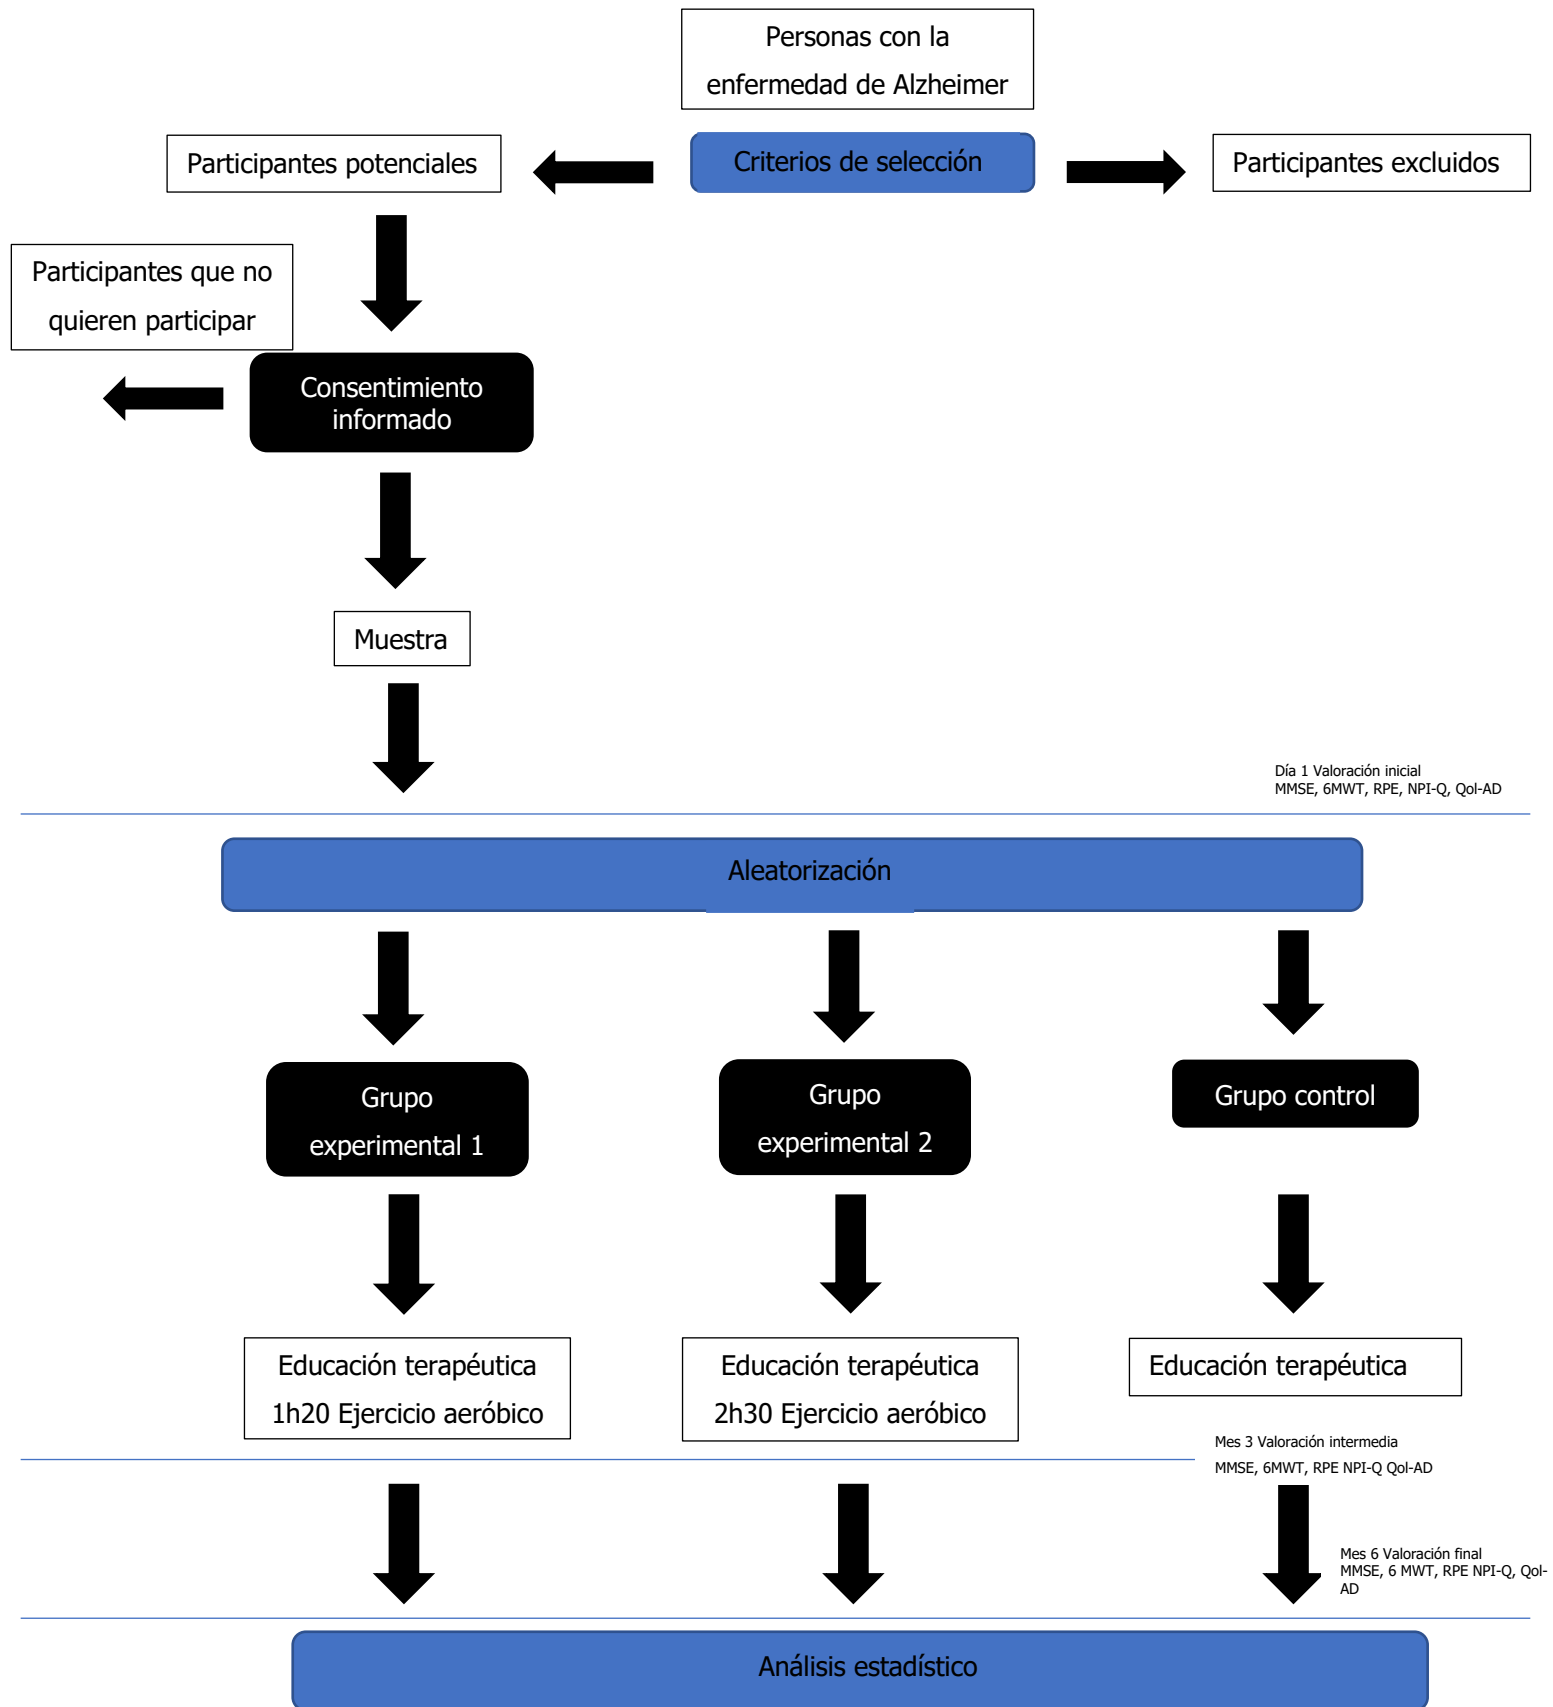 Personas con la
enfermedad de Alzheimer
Participantes potenciales
Criterios de selección
Participantes excluidos
Participantes que no
quieren participar
Consentimiento
informado
Muestra
Día 1 Valoración inicial
MMSE, 6MWT, RPE, NPI-Q, Qol-AD
Aleatorización
Grupo
experimental 1
Grupo
experimental 2
Grupo control
Educación terapéutica
1h20 Ejercicio aeróbico
Educación terapéutica
2h30 Ejercicio aeróbico
Educación terapéutica
Mes 3 Valoración intermedia
MMSE, 6MWT, RPE NPI-Q Qol-AD
Mes 6 Valoración final
MMSE, 6 MWT, RPE NPI-Q, Qol-
AD
Análisis estadístico